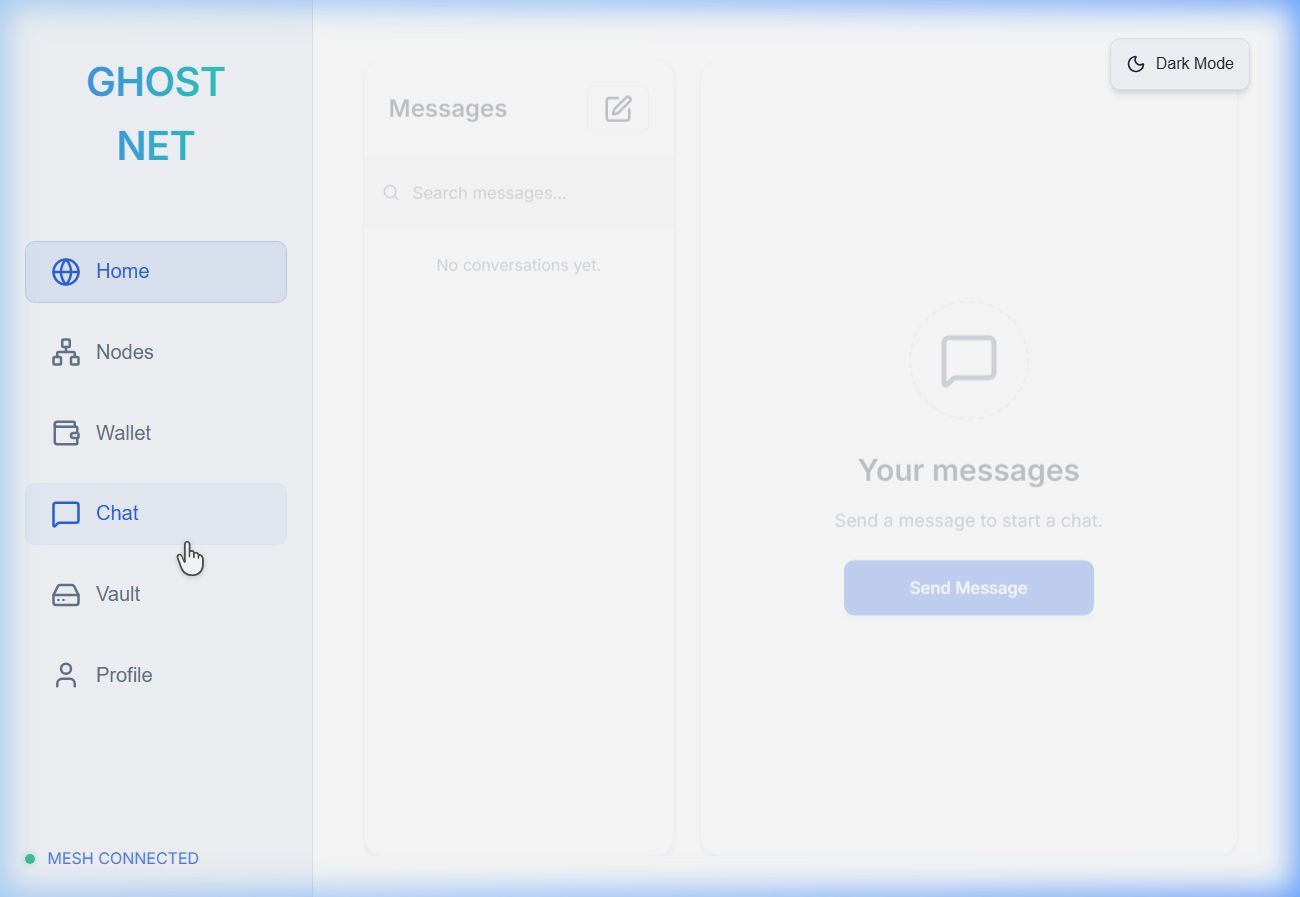 GHOST
NET
Home
Nodes
Wallet
Chat
Vault
Profile
MESH CONNECTED
Messages
Search messages...
No conversations yet.
Dark Mode
Your messages
Send a message to start a chat.
Send Message